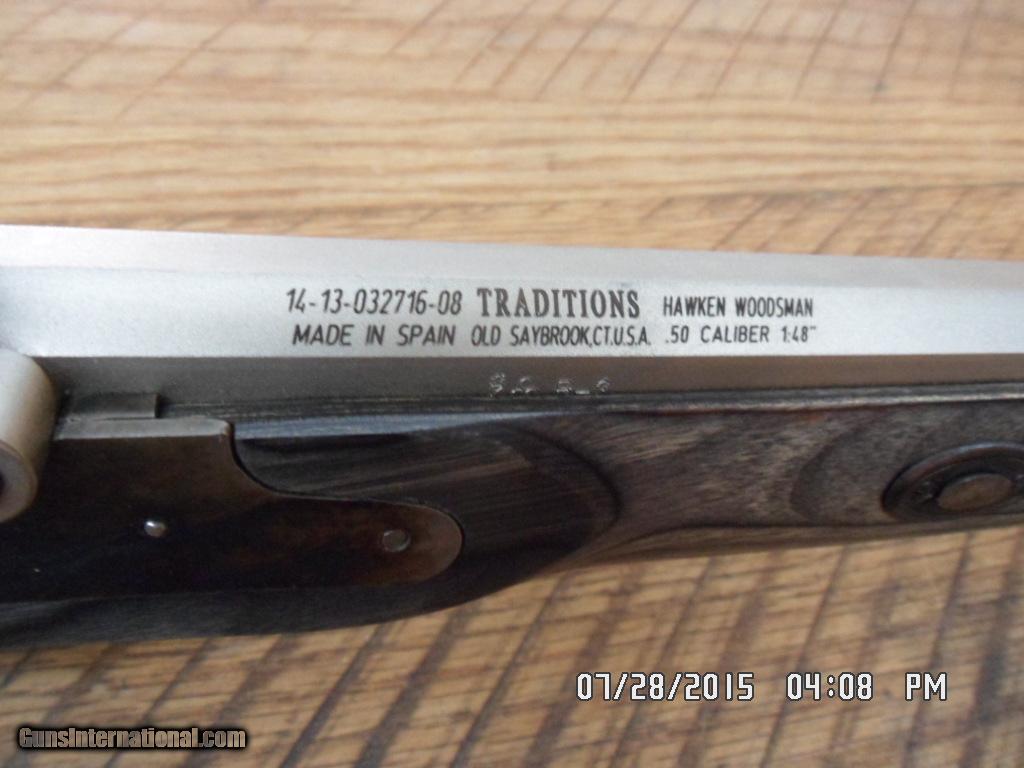 14-13-032716-08 TRADITIONS HAWKEN WOODSMAN
MADE IN SPAIN OLD SAYBROOK,CT.U.S.A. .50 CALIBER 1:48"
07/28/2015 04:08 PM
GunsInternational.com